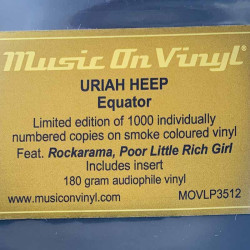 Music On Vinyl
URIAH HEEP
Equator
Limited edition of 1000 individually
numbered copies on smoke coloured vinyl
Feat. Rockarama, Poor Little Rich Girl
Includes insert
180 gram audiophile vinyl
www.musiconvinyl.com MOVLP3512